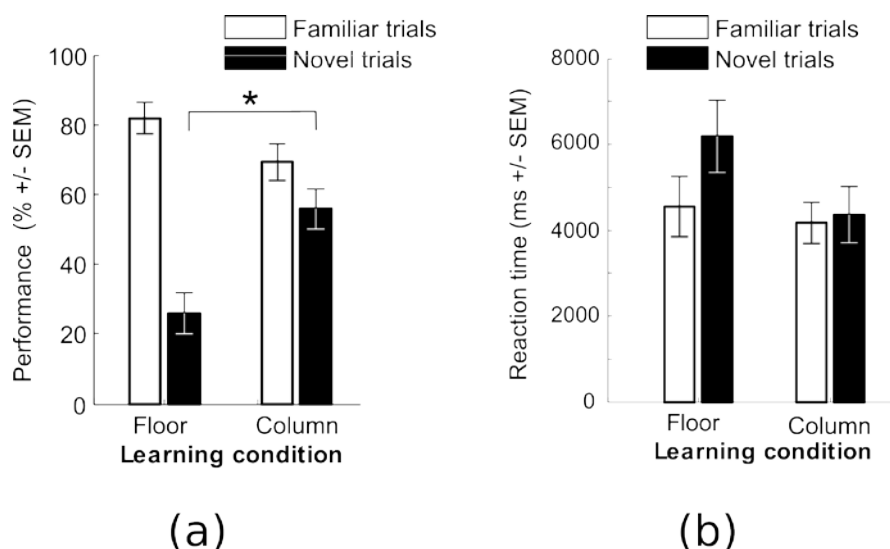 Familiar trials
Novel trials
100
80
60
40
20
0
Performance (% +/- SEM)
*
Floor Column
Learning condition
(a)
Familiar trials
Novel trials
8000
6000
4000
2000
0
Reaction time (ms +/- SEM)
Floor Column
Learning condition
(b)